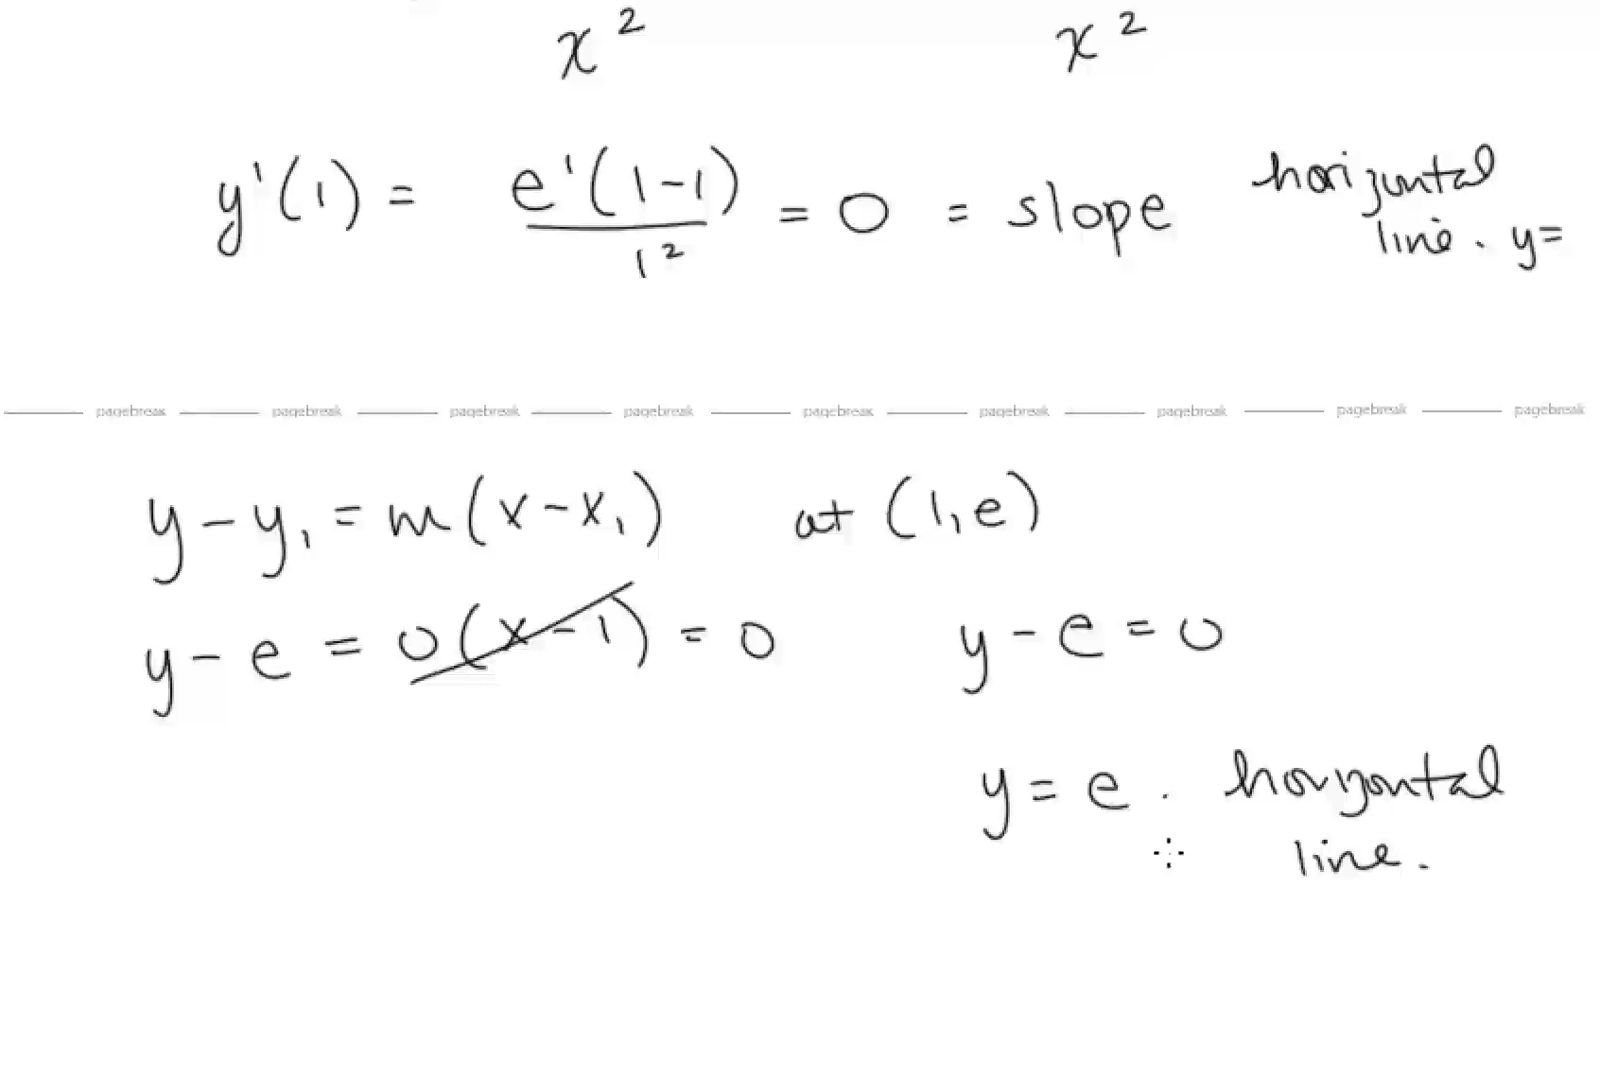 x² x²
y'(1) = e¹(1-1)/1² = 0 = slope horizontal
line. y=
pagebreak pagebreak pagebreak pagebreak pagebreak pagebreak pagebreak pagebreak pagebreak
y-y₁ = m(x-x₁) at (1,e)
y-e = 0(x-1) = 0 y-e=0
y=e. horizontal
line.